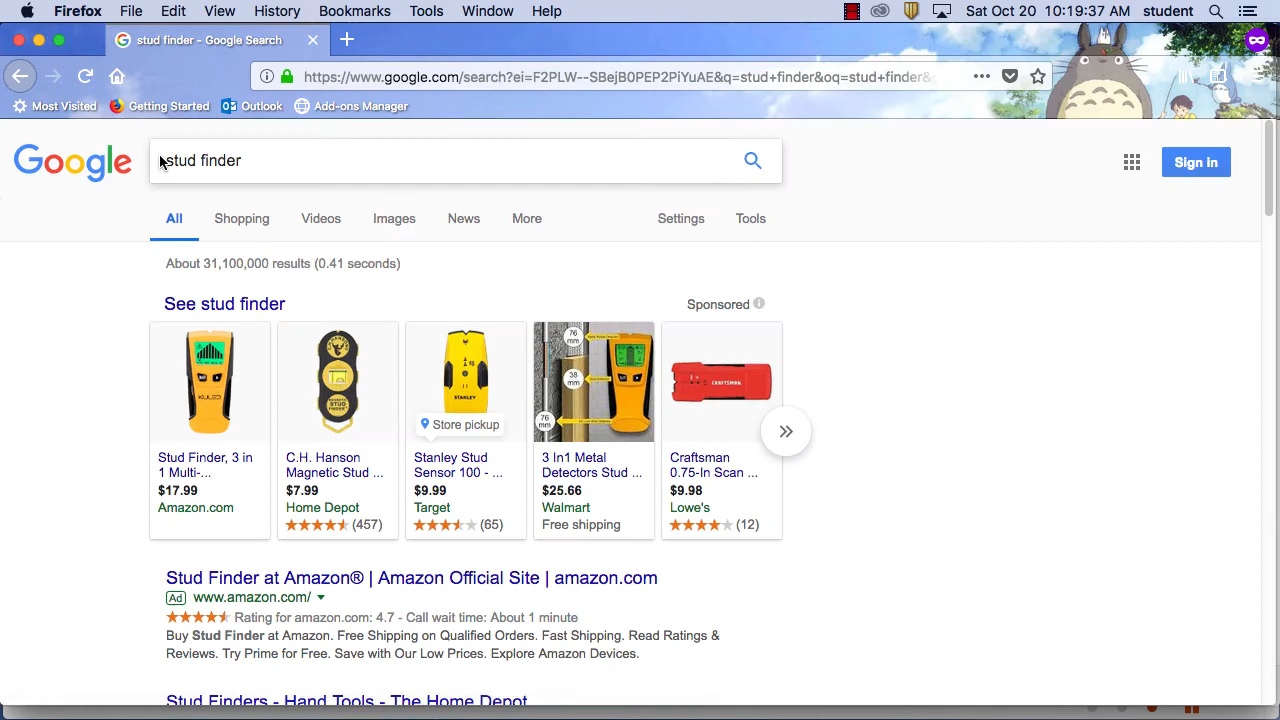 Firefox File Edit View History Bookmarks Tools Window Help Sat Oct 20 10:19:37 AM student
stud finder - Google Search
https://www.google.com/search?ei=F2PLW--SBejB0PEP2PiYuAE&q=stud+finder&oq=stud+finder&
Most Visited Getting Started Outlook Add-ons Manager
Google stud finder Sign in
All Shopping Videos Images News More Settings Tools
About 31,100,000 results (0.41 seconds)
See stud finder Sponsored
76 mm
38 mm
76 mm
STANLEY
CRAFTSMAN
Store pickup
Stud Finder, 3 in 1 Multi-...
$17.99
Amazon.com
C.H. Hanson Magnetic Stud ...
$7.99
Home Depot
(457)
Stanley Stud Sensor 100 - ...
$9.99
Target
(65)
3 In1 Metal Detectors Stud ...
$25.66
Walmart
Free shipping
Craftsman 0.75-In Scan ...
$9.98
Lowe's
(12)
Stud Finder at Amazon® | Amazon Official Site | amazon.com
Ad www.amazon.com/
Rating for amazon.com: 4.7 - Call wait time: About 1 minute
Buy Stud Finder at Amazon. Free Shipping on Qualified Orders. Fast Shipping. Read Ratings &
Reviews. Try Prime for Free. Save with Our Low Prices. Explore Amazon Devices.
Stud Finders - Hand Tools - The Home Depot